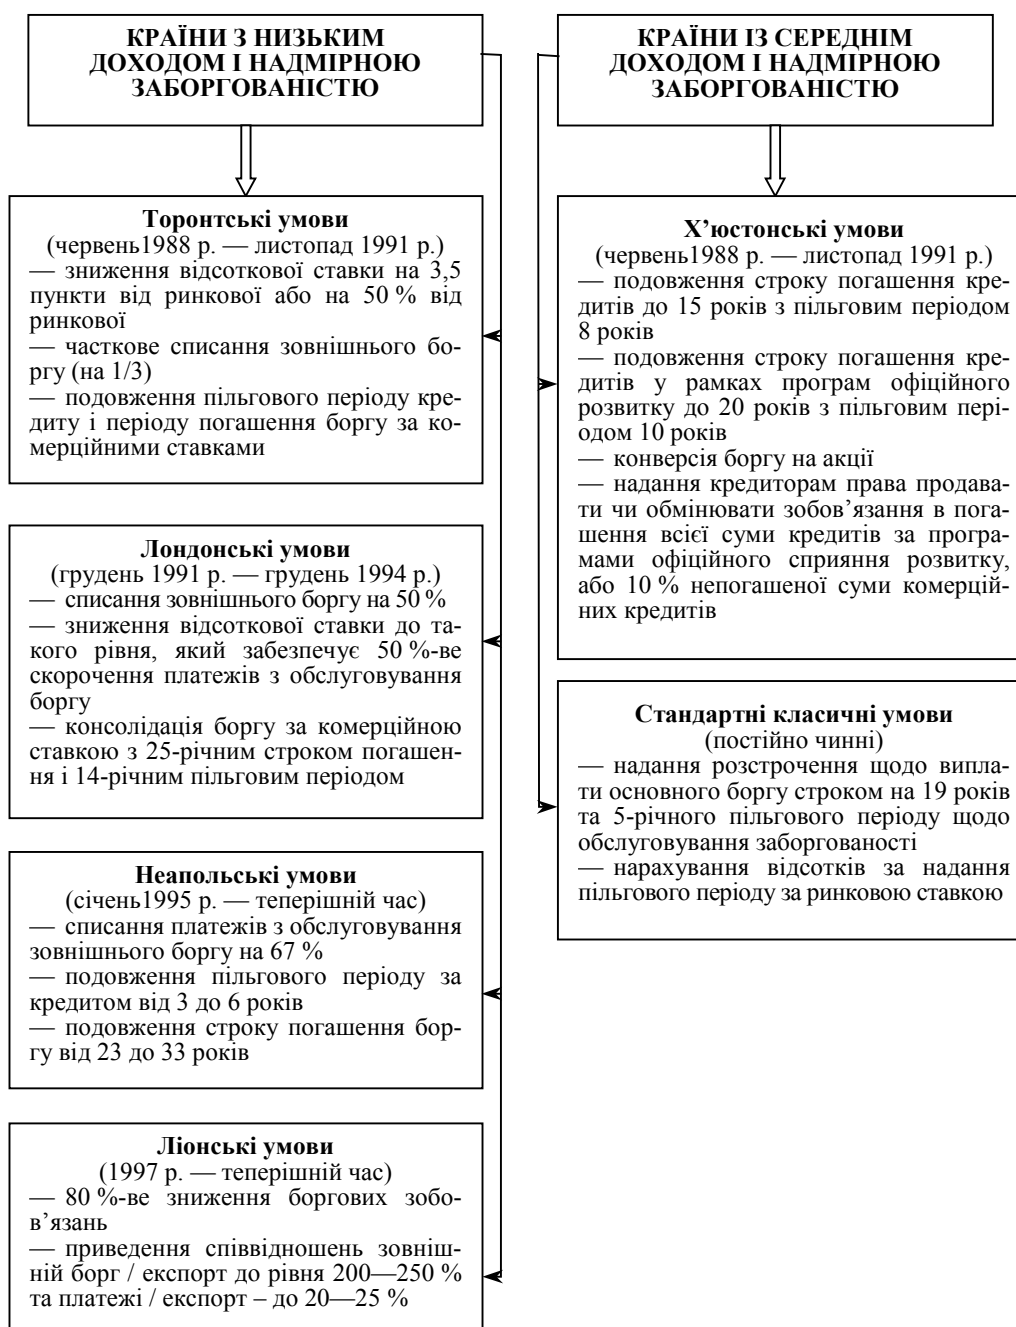 КРАЇНИ З НИЗЬКИМ
ДОХОДОМ І НАДМІРНОЮ
ЗАБОРГОВАНІСТЮ
Торонтські умови
(червень1988 р. — листопад 1991 р.)
— зниження відсоткової ставки на 3,5
пункти від ринкової або на 50 % від
ринкової
— часткове списання зовнішнього бор-
гу (на 1/3)
— подовження пільгового періоду кре-
диту і періоду погашення боргу за ко-
мерційними ставками
Лондонські умови
(грудень 1991 р. — грудень 1994 р.)
— списання зовнішнього боргу на 50 %
— зниження відсоткової ставки до та-
кого рівня, який забезпечує 50 %-ве
скорочення платежів з обслуговування
боргу
— консолідація боргу за комерційною
ставкою з 25-річним строком погашен-
ня і 14-річним пільговим періодом
Неапольські умови
(січень1995 р. — теперішній час)
— списання платежів з обслуговування
зовнішнього боргу на 67 %
— подовження пільгового періоду за
кредитом від 3 до 6 років
— подовження строку погашення бор-
гу від 23 до 33 років
Ліонські умови
(1997 р. — теперішній час)
— 80 %-ве зниження боргових зобо-
в’язань
— приведення співвідношень зовніш-
ній борг / експорт до рівня 200—250 %
та платежі / експорт – до 20—25 %
КРАЇНИ ІЗ СЕРЕДНІМ
ДОХОДОМ І НАДМІРНОЮ
ЗАБОРГОВАНІСТЮ
Х’юстонські умови
(червень1988 р. — листопад 1991 р.)
— подовження строку погашення кре-
дитів до 15 років з пільговим періодом
8 років
— подовження строку погашення кре-
дитів у рамках програм офіційного
розвитку до 20 років з пільговим пері-
одом 10 років
— конверсія боргу на акції
— надання кредиторам права продава-
ти чи обмінювати зобов’язання в пога-
шення всієї суми кредитів за програ-
мами офіційного сприяння розвитку,
або 10 % непогашеної суми комерцій-
них кредитів
Стандартні класичні умови
(постійно чинні)
— надання розстрочення щодо випла-
ти основного боргу строком на 19 років
та 5-річного пільгового періоду щодо
обслуговування заборгованості
— нарахування відсотків за надання
пільгового періоду за ринковою ставкою